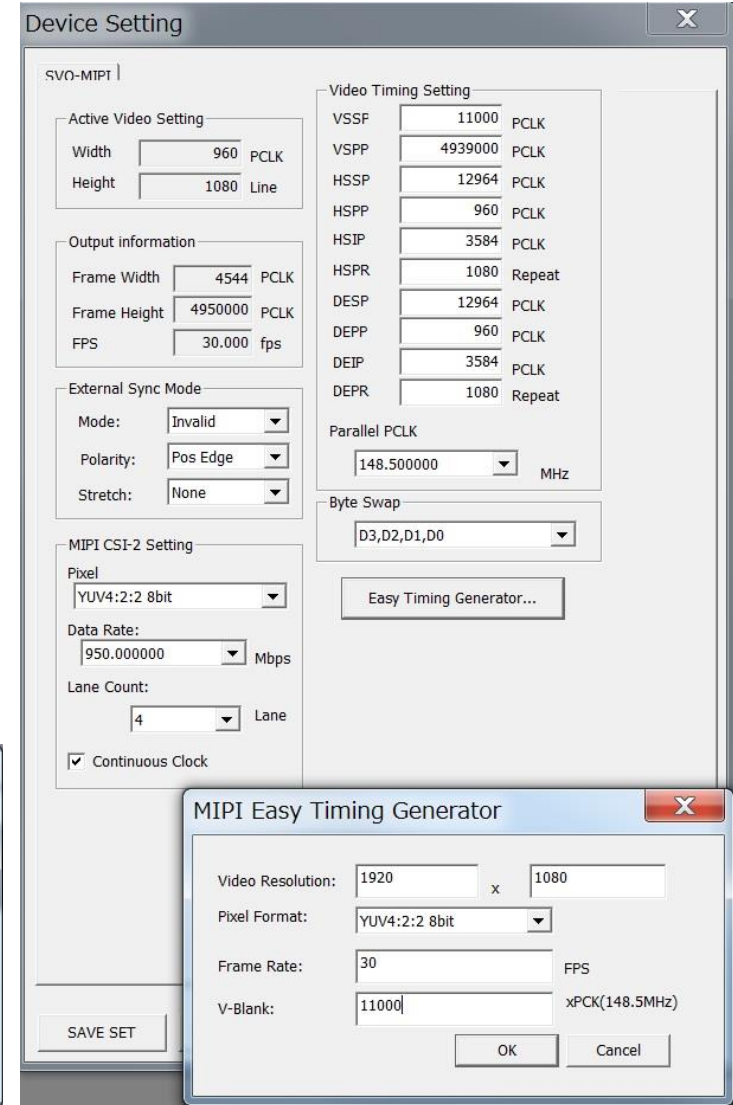 Device Setting
SVO-MIPI
Active Video Setting
Width 960 PCLK
Height 1080 Line
Output information
Frame Width 4544 PCLK
Frame Height 4950000 PCLK
FPS 30.000 fps
External Sync Mode
Mode: Invalid
Polarity: Pos Edge
Stretch: None
MIPI CSI-2 Setting
Pixel
YUV4:2:2 8bit
Data Rate:
950.000000 Mbps
Lane Count:
4 Lane
Continuous Clock
Video Timing Setting
VSSP 11000 PCLK
VSPP 4939000 PCLK
HSSP 12964 PCLK
HSPP 960 PCLK
HSIP 3584 PCLK
HSPR 1080 Repeat
DESP 12964 PCLK
DEPP 960 PCLK
DEIP 3584 PCLK
DEPR 1080 Repeat
Parallel PCLK
148.500000 MHz
Byte Swap
D3,D2,D1,D0
Easy Timing Generator...
SAVE SET
MIPI Easy Timing Generator
Video Resolution: 1920 x 1080
Pixel Format: YUV4:2:2 8bit
Frame Rate: 30 FPS
V-Blank: 11000 xPCK(148.5MHz)
OK Cancel